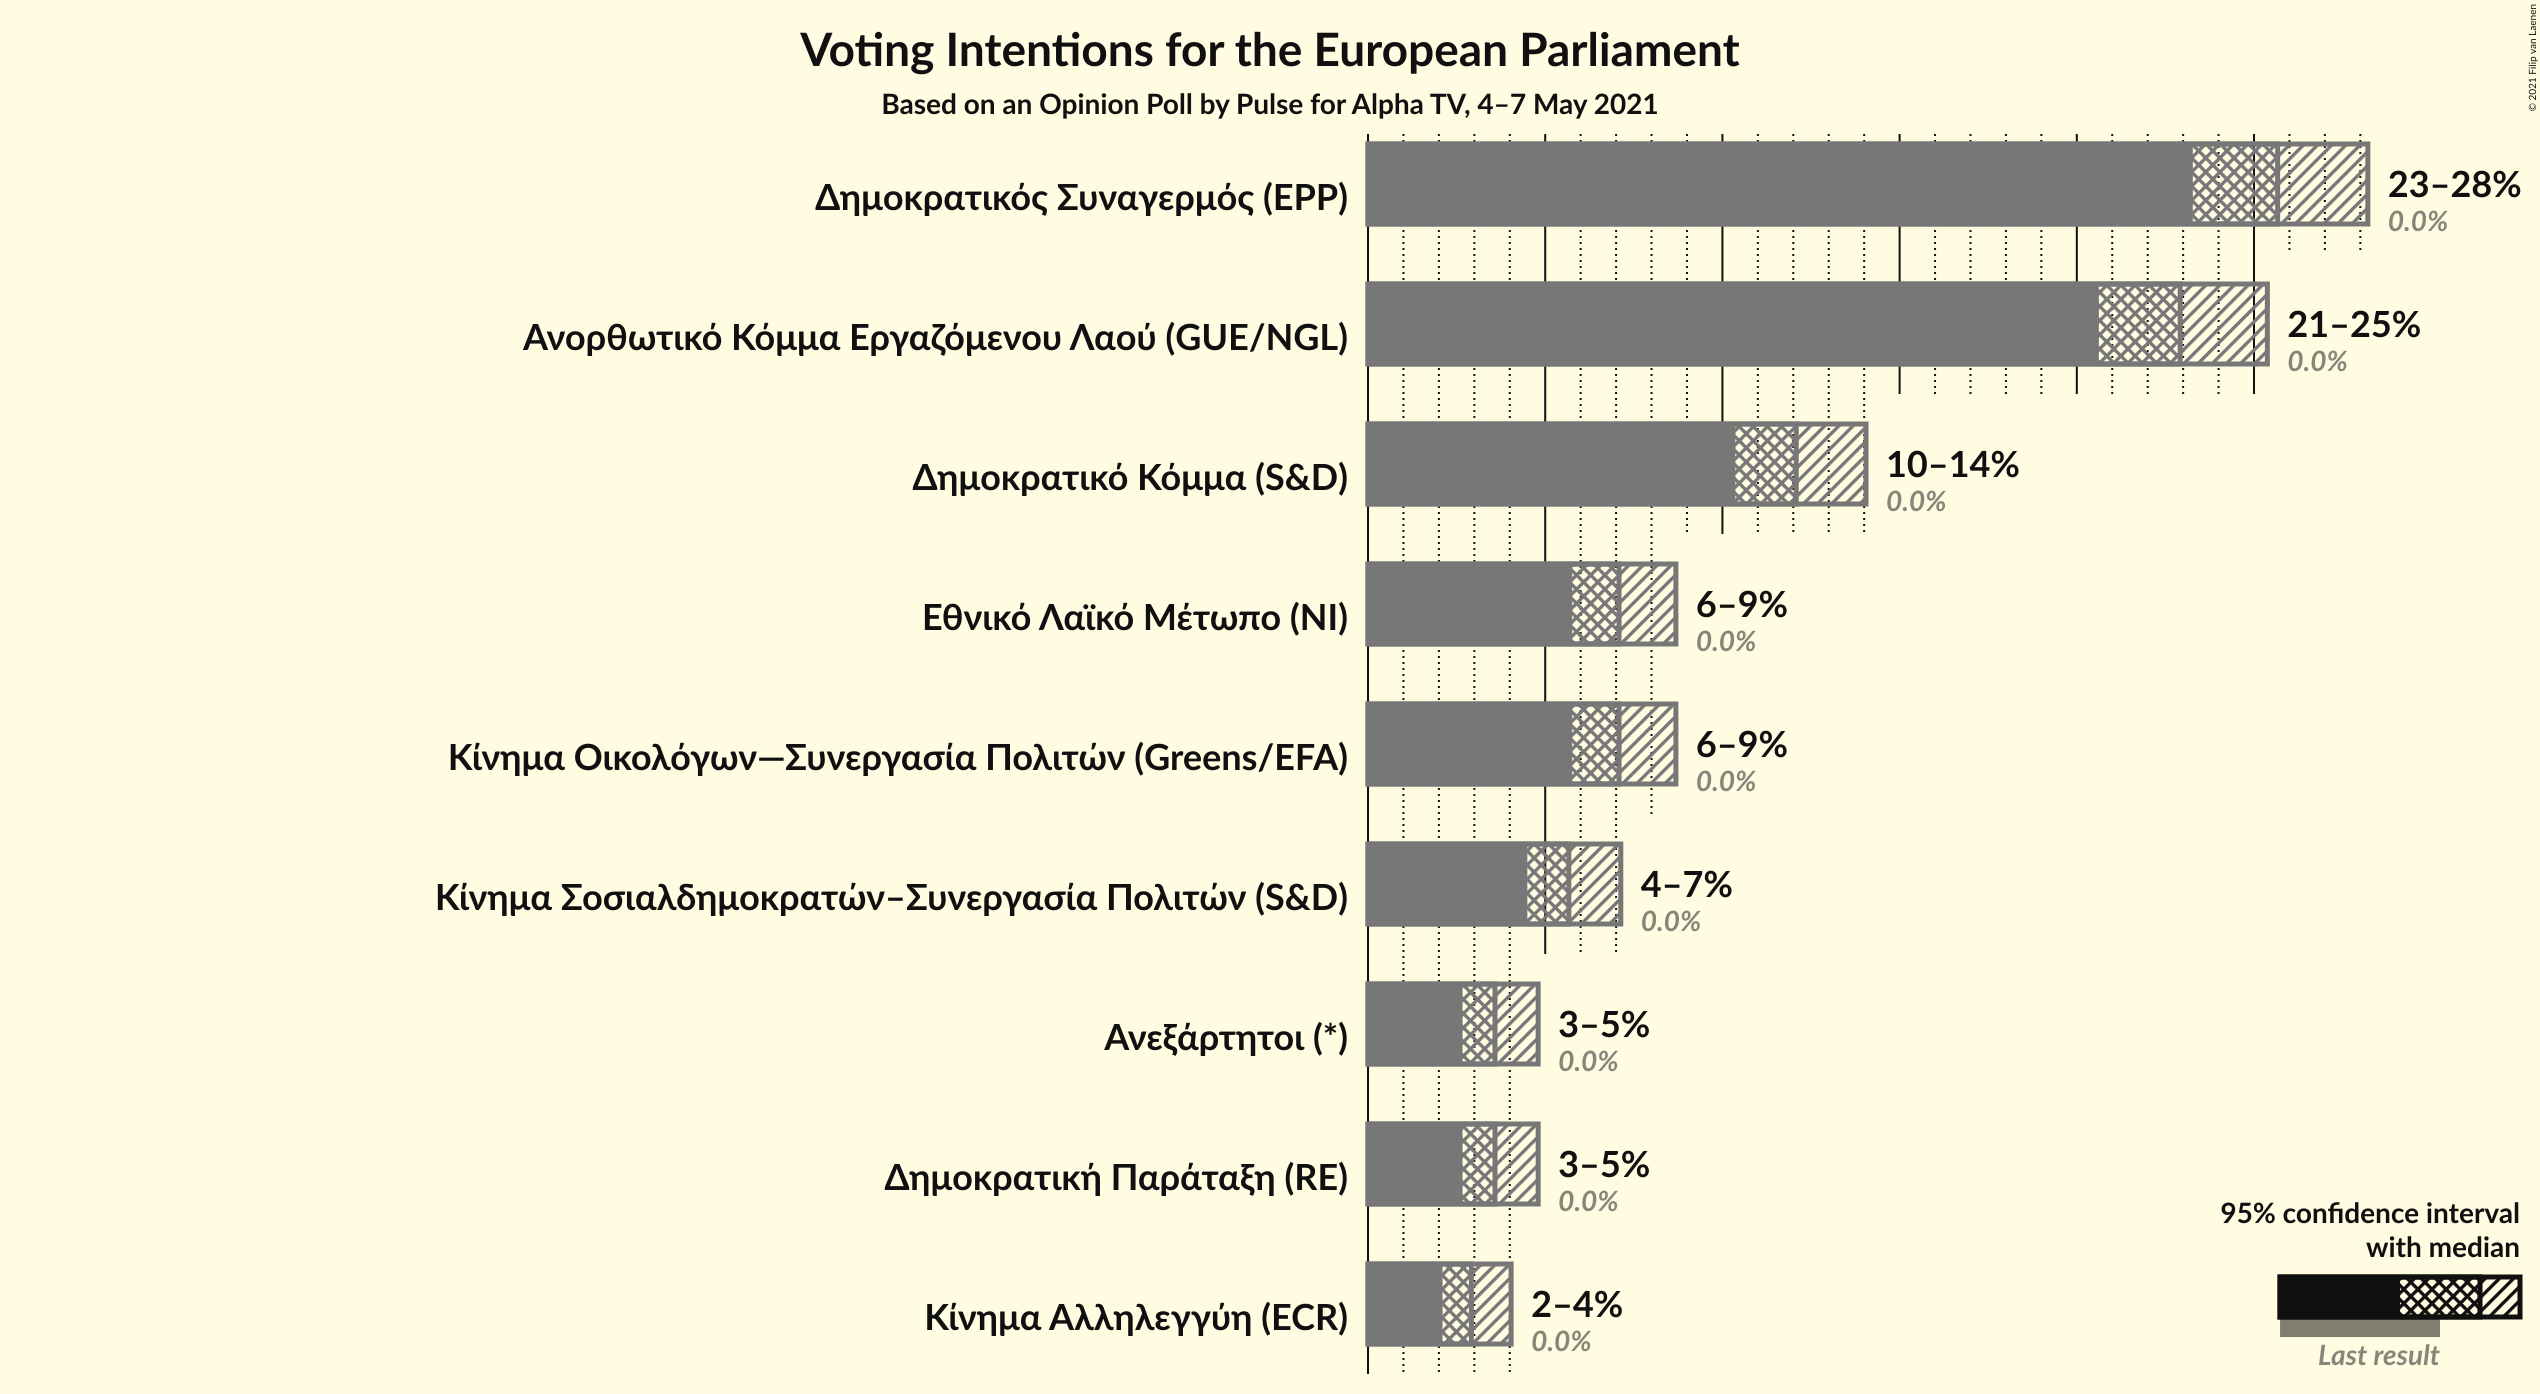 Voting Intentions for the European Parliament
Based on an Opinion Poll by Pulse for Alpha TV, 4–7 May 2021
© 2021 Filip van Laenen
Δημοκρατικός Συναγερμός (EPP)
23–28%
0.0%
Ανορθωτικό Κόμμα Εργαζόμενου Λαού (GUE/NGL)
21–25%
0.0%
Δημοκρατικό Κόμμα (S&D)
10–14%
0.0%
Εθνικό Λαϊκό Μέτωπο (NI)
6–9%
0.0%
Κίνημα Οικολόγων—Συνεργασία Πολιτών (Greens/EFA)
6–9%
0.0%
Κίνημα Σοσιαλδημοκρατών–Συνεργασία Πολιτών (S&D)
4–7%
0.0%
Ανεξάρτητοι (*)
3–5%
0.0%
Δημοκρατική Παράταξη (RE)
3–5%
0.0%
Κίνημα Αλληλεγγύη (ECR)
2–4%
0.0%
95% confidence interval
with median
Last result